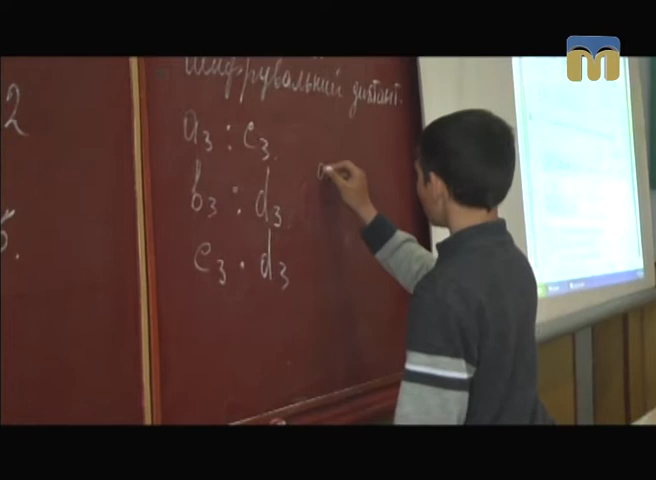 2
Шифрувальний диктант.
a₃ : c₃
b₃ : d₃
c₃ · d₃